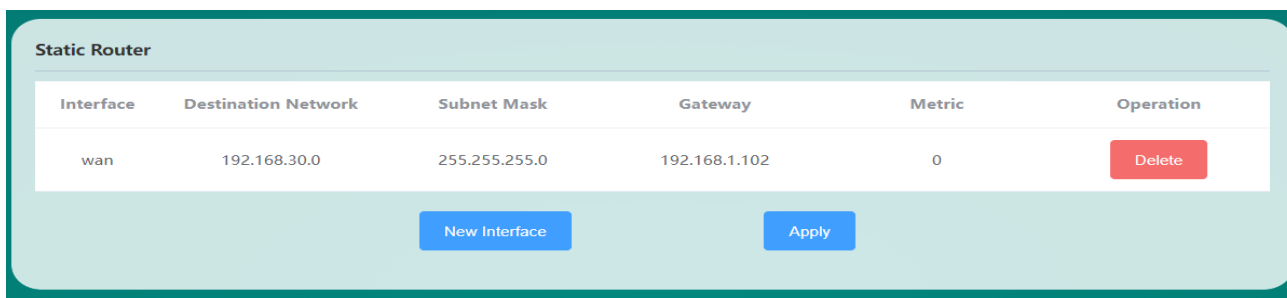 Static Router
Interface Destination Network Subnet Mask Gateway Metric Operation
wan 192.168.30.0 255.255.255.0 192.168.1.102 0 Delete
New Interface Apply